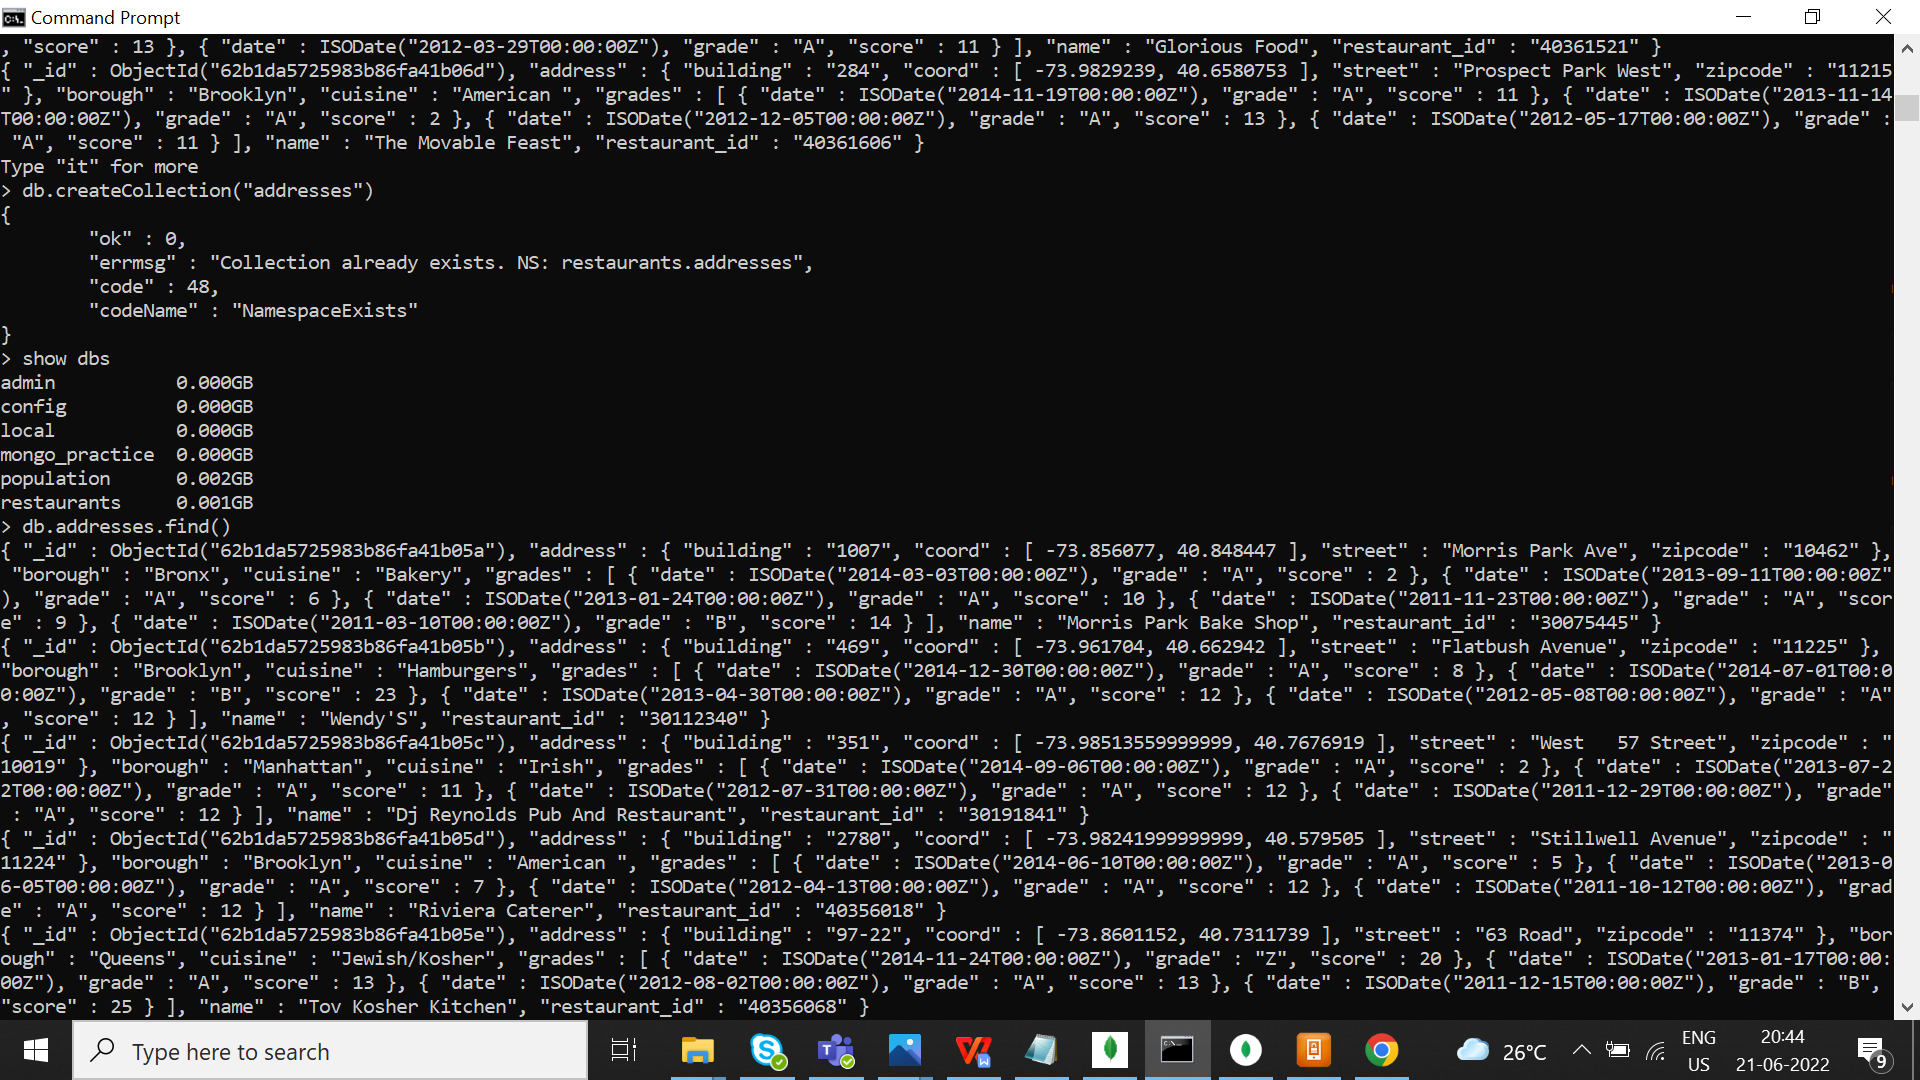 Command Prompt
, "score" : 13 }, { "date" : ISODate("2012-03-29T00:00:00Z"), "grade" : "A", "score" : 11 } ], "name" : "Glorious Food", "restaurant_id" : "40361521" }
{ "_id" : ObjectId("62b1da5725983b86fa41b06d"), "address" : { "building" : "284", "coord" : [ -73.9829239, 40.6580753 ], "street" : "Prospect Park West", "zipcode" : "11215
" }, "borough" : "Brooklyn", "cuisine" : "American ", "grades" : [ { "date" : ISODate("2014-11-19T00:00:00Z"), "grade" : "A", "score" : 11 }, { "date" : ISODate("2013-11-14
T00:00:00Z"), "grade" : "A", "score" : 2 }, { "date" : ISODate("2012-12-05T00:00:00Z"), "grade" : "A", "score" : 13 }, { "date" : ISODate("2012-05-17T00:00:00Z"), "grade" :
"A", "score" : 11 } ], "name" : "The Movable Feast", "restaurant_id" : "40361606" }
Type "it" for more
> db.createCollection("addresses")
{
"ok" : 0,
"errmsg" : "Collection already exists. NS: restaurants.addresses",
"code" : 48,
"codeName" : "NamespaceExists"
}
> show dbs
admin 0.000GB
config 0.000GB
local 0.000GB
mongo_practice 0.000GB
population 0.002GB
restaurants 0.001GB
> db.addresses.find()
{ "_id" : ObjectId("62b1da5725983b86fa41b05a"), "address" : { "building" : "1007", "coord" : [ -73.856077, 40.848447 ], "street" : "Morris Park Ave", "zipcode" : "10462" },
"borough" : "Bronx", "cuisine" : "Bakery", "grades" : [ { "date" : ISODate("2014-03-03T00:00:00Z"), "grade" : "A", "score" : 2 }, { "date" : ISODate("2013-09-11T00:00:00Z"
), "grade" : "A", "score" : 6 }, { "date" : ISODate("2013-01-24T00:00:00Z"), "grade" : "A", "score" : 10 }, { "date" : ISODate("2011-11-23T00:00:00Z"), "grade" : "A", "scor
e" : 9 }, { "date" : ISODate("2011-03-10T00:00:00Z"), "grade" : "B", "score" : 14 } ], "name" : "Morris Park Bake Shop", "restaurant_id" : "30075445" }
{ "_id" : ObjectId("62b1da5725983b86fa41b05b"), "address" : { "building" : "469", "coord" : [ -73.961704, 40.662942 ], "street" : "Flatbush Avenue", "zipcode" : "11225" },
"borough" : "Brooklyn", "cuisine" : "Hamburgers", "grades" : [ { "date" : ISODate("2014-12-30T00:00:00Z"), "grade" : "A", "score" : 8 }, { "date" : ISODate("2014-07-01T00:0
0:00Z"), "grade" : "B", "score" : 23 }, { "date" : ISODate("2013-04-30T00:00:00Z"), "grade" : "A", "score" : 12 }, { "date" : ISODate("2012-05-08T00:00:00Z"), "grade" : "A"
, "score" : 12 } ], "name" : "Wendy'S", "restaurant_id" : "30112340" }
{ "_id" : ObjectId("62b1da5725983b86fa41b05c"), "address" : { "building" : "351", "coord" : [ -73.98513559999999, 40.7676919 ], "street" : "West   57 Street", "zipcode" : "
10019" }, "borough" : "Manhattan", "cuisine" : "Irish", "grades" : [ { "date" : ISODate("2014-09-06T00:00:00Z"), "grade" : "A", "score" : 2 }, { "date" : ISODate("2013-07-2
2T00:00:00Z"), "grade" : "A", "score" : 11 }, { "date" : ISODate("2012-07-31T00:00:00Z"), "grade" : "A", "score" : 12 }, { "date" : ISODate("2011-12-29T00:00:00Z"), "grade"
: "A", "score" : 12 } ], "name" : "Dj Reynolds Pub And Restaurant", "restaurant_id" : "30191841" }
{ "_id" : ObjectId("62b1da5725983b86fa41b05d"), "address" : { "building" : "2780", "coord" : [ -73.98241999999999, 40.579505 ], "street" : "Stillwell Avenue", "zipcode" : "
11224" }, "borough" : "Brooklyn", "cuisine" : "American ", "grades" : [ { "date" : ISODate("2014-06-10T00:00:00Z"), "grade" : "A", "score" : 5 }, { "date" : ISODate("2013-0
6-05T00:00:00Z"), "grade" : "A", "score" : 7 }, { "date" : ISODate("2012-04-13T00:00:00Z"), "grade" : "A", "score" : 12 }, { "date" : ISODate("2011-10-12T00:00:00Z"), "grad
e" : "A", "score" : 12 } ], "name" : "Riviera Caterer", "restaurant_id" : "40356018" }
{ "_id" : ObjectId("62b1da5725983b86fa41b05e"), "address" : { "building" : "97-22", "coord" : [ -73.8601152, 40.7311739 ], "street" : "63 Road", "zipcode" : "11374" }, "bor
ough" : "Queens", "cuisine" : "Jewish/Kosher", "grades" : [ { "date" : ISODate("2014-11-24T00:00:00Z"), "grade" : "Z", "score" : 20 }, { "date" : ISODate("2013-01-17T00:00:
00Z"), "grade" : "A", "score" : 13 }, { "date" : ISODate("2012-08-02T00:00:00Z"), "grade" : "A", "score" : 13 }, { "date" : ISODate("2011-12-15T00:00:00Z"), "grade" : "B",
"score" : 25 } ], "name" : "Tov Kosher Kitchen", "restaurant_id" : "40356068" }
Type here to search
26°C
ENG
US
20:44
21-06-2022
9